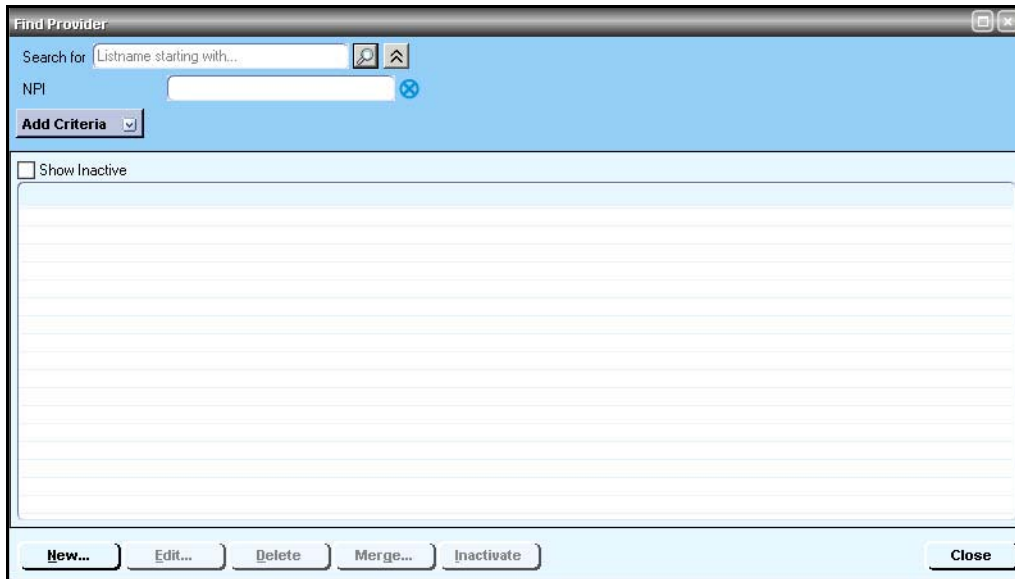 Find Provider
Search for Listname starting with...
NPI
Add Criteria
Show Inactive
New... Edit... Delete Merge... Inactivate Close